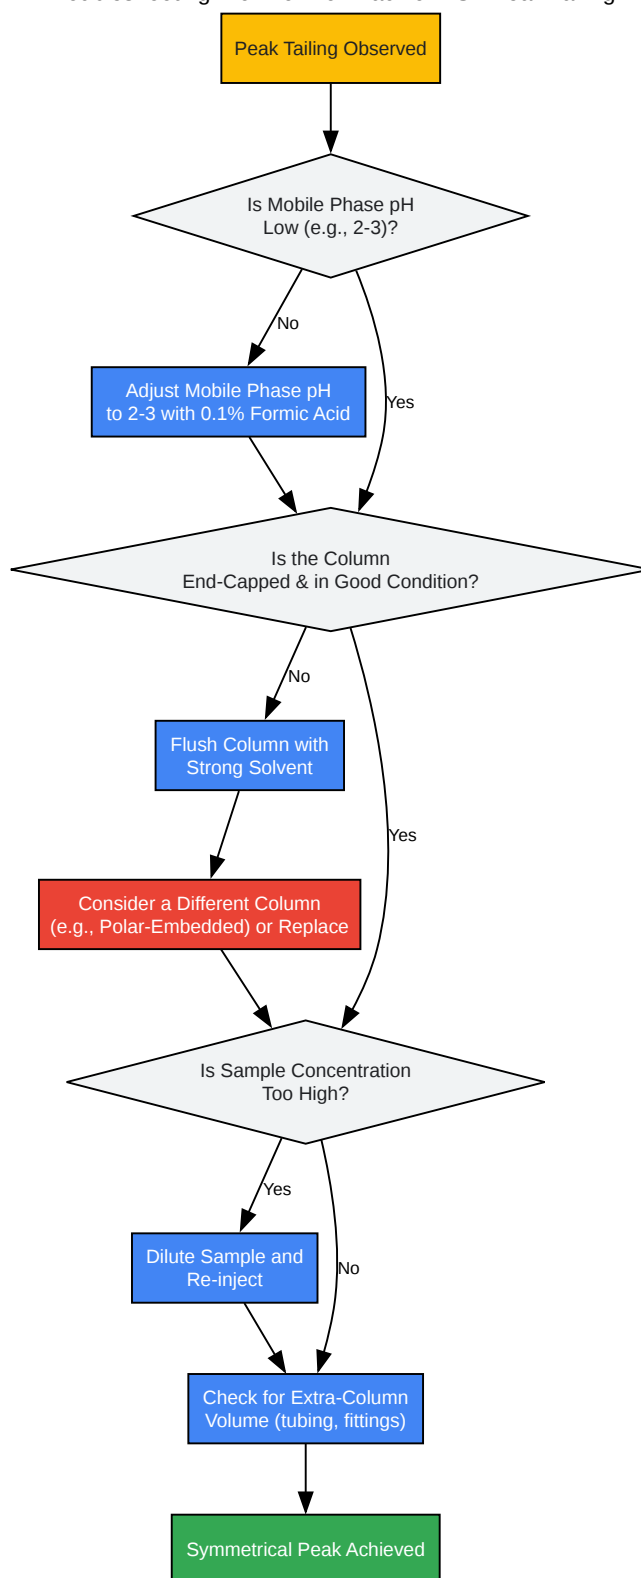 Peak Tailing Observed
Is Mobile Phase pH
Low (e.g., 2-3)?
No
Yes
Adjust Mobile Phase pH
to 2-3 with 0.1% Formic Acid
Is the Column
End-Capped & in Good Condition?
No
Yes
Flush Column with
Strong Solvent
Consider a Different Column
(e.g., Polar-Embedded) or Replace
Is Sample Concentration
Too High?
Yes
No
Dilute Sample and
Re-inject
Check for Extra-Column
Volume (tubing, fittings)
Symmetrical Peak Achieved